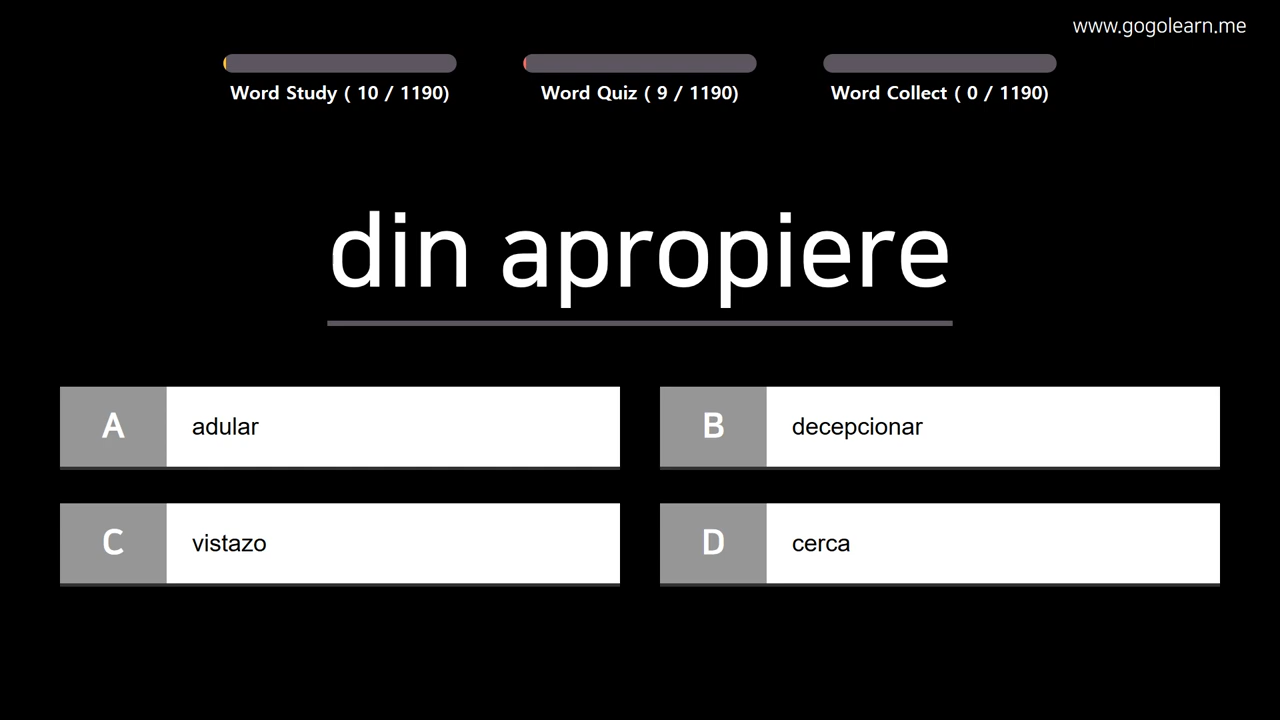 www.gogolearn.me
Word Study ( 10 / 1190)
Word Quiz ( 9 / 1190)
Word Collect ( 0 / 1190)
din apropiere
A
adular
B
decepcionar
C
vistazo
D
cerca